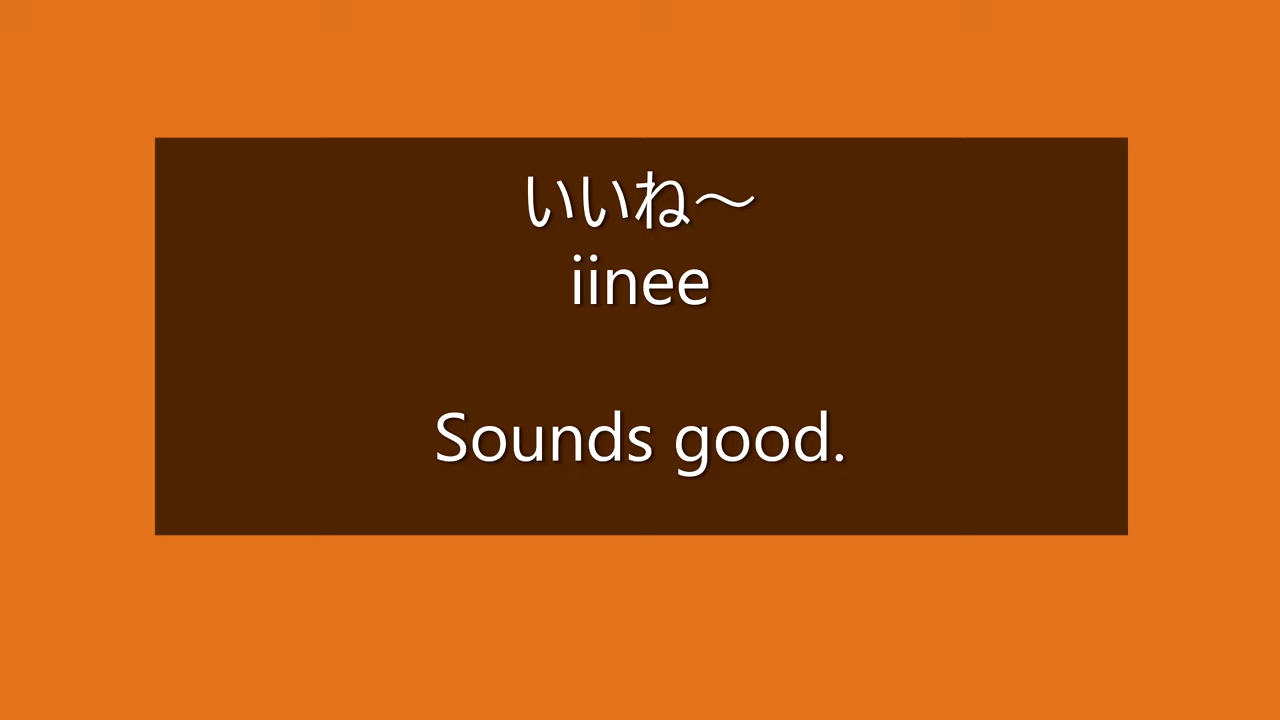 いいね～
iinee
Sounds good.